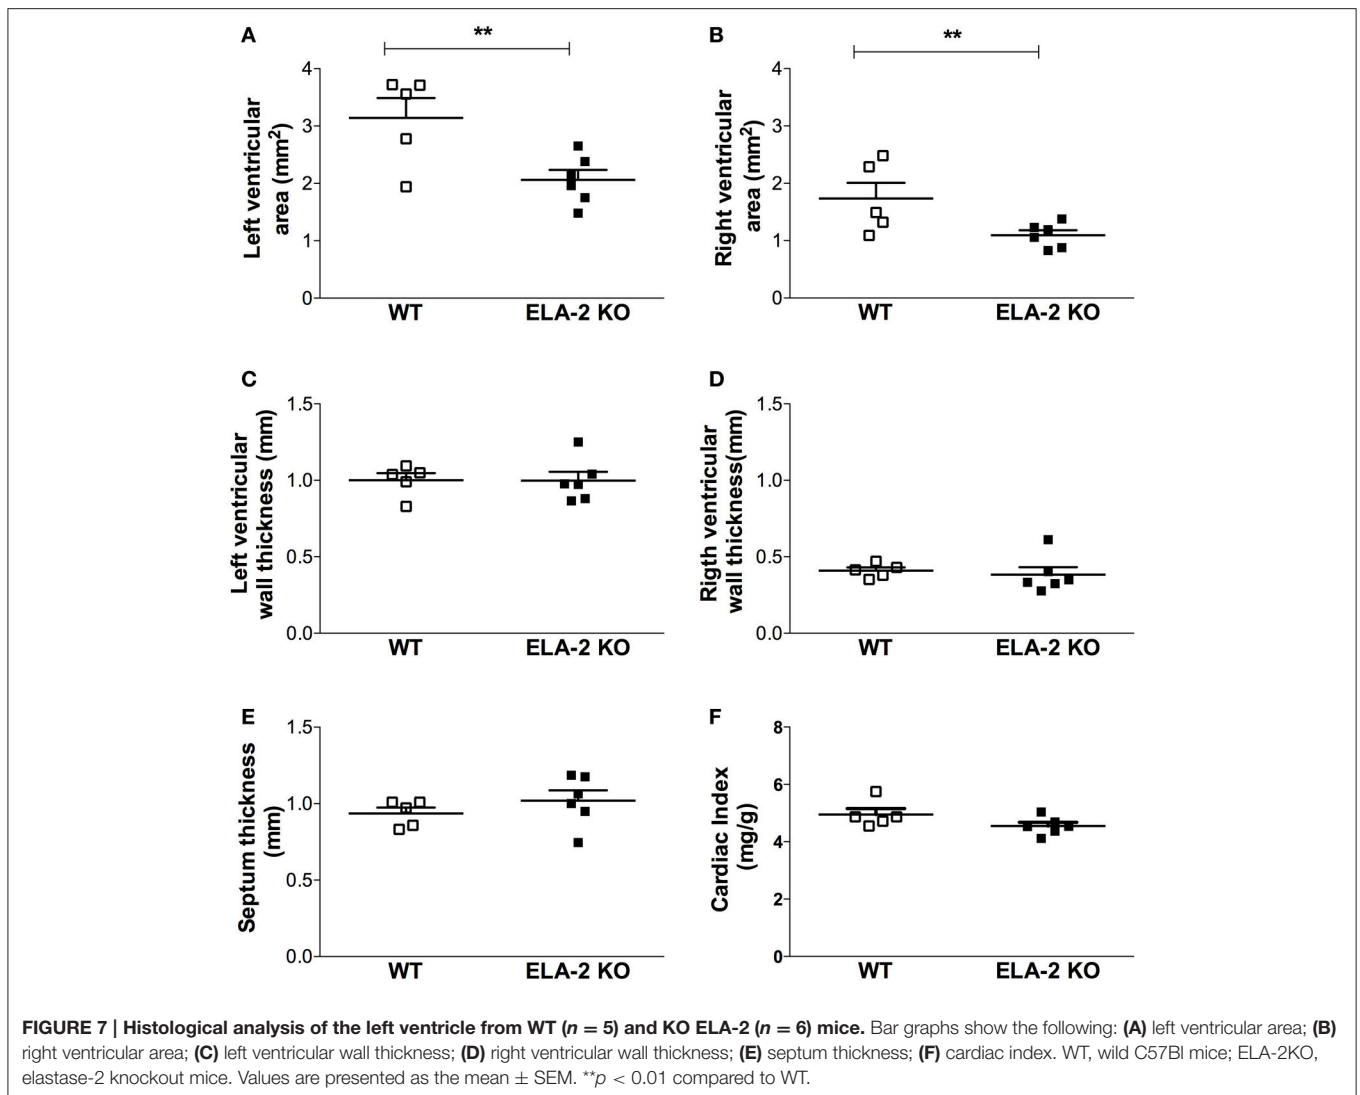 A
**
Left ventricular
area (mm²)
4
3
2
1
0
WT
ELA-2 KO
B
**
Right ventricular
area (mm²)
4
3
2
1
0
WT
ELA-2 KO
C
Left ventricular
wall thickness (mm)
1.5
1.0
0.5
0.0
WT
ELA-2 KO
D
Rigth ventricular
wall thickness(mm)
1.5
1.0
0.5
0.0
WT
ELA-2 KO
E
Septum thickness
(mm)
1.5
1.0
0.5
0.0
WT
ELA-2 KO
F
Cardiac Index
(mg/g)
8
6
4
2
0
WT
ELA-2 KO
FIGURE 7 | Histological analysis of the left ventricle from WT (n = 5) and KO ELA-2 (n = 6) mice. Bar graphs show the following: (A) left ventricular area; (B)
right ventricular area; (C) left ventricular wall thickness; (D) right ventricular wall thickness; (E) septum thickness; (F) cardiac index. WT, wild C57Bl mice; ELA-2KO,
elastase-2 knockout mice. Values are presented as the mean ± SEM. **p < 0.01 compared to WT.